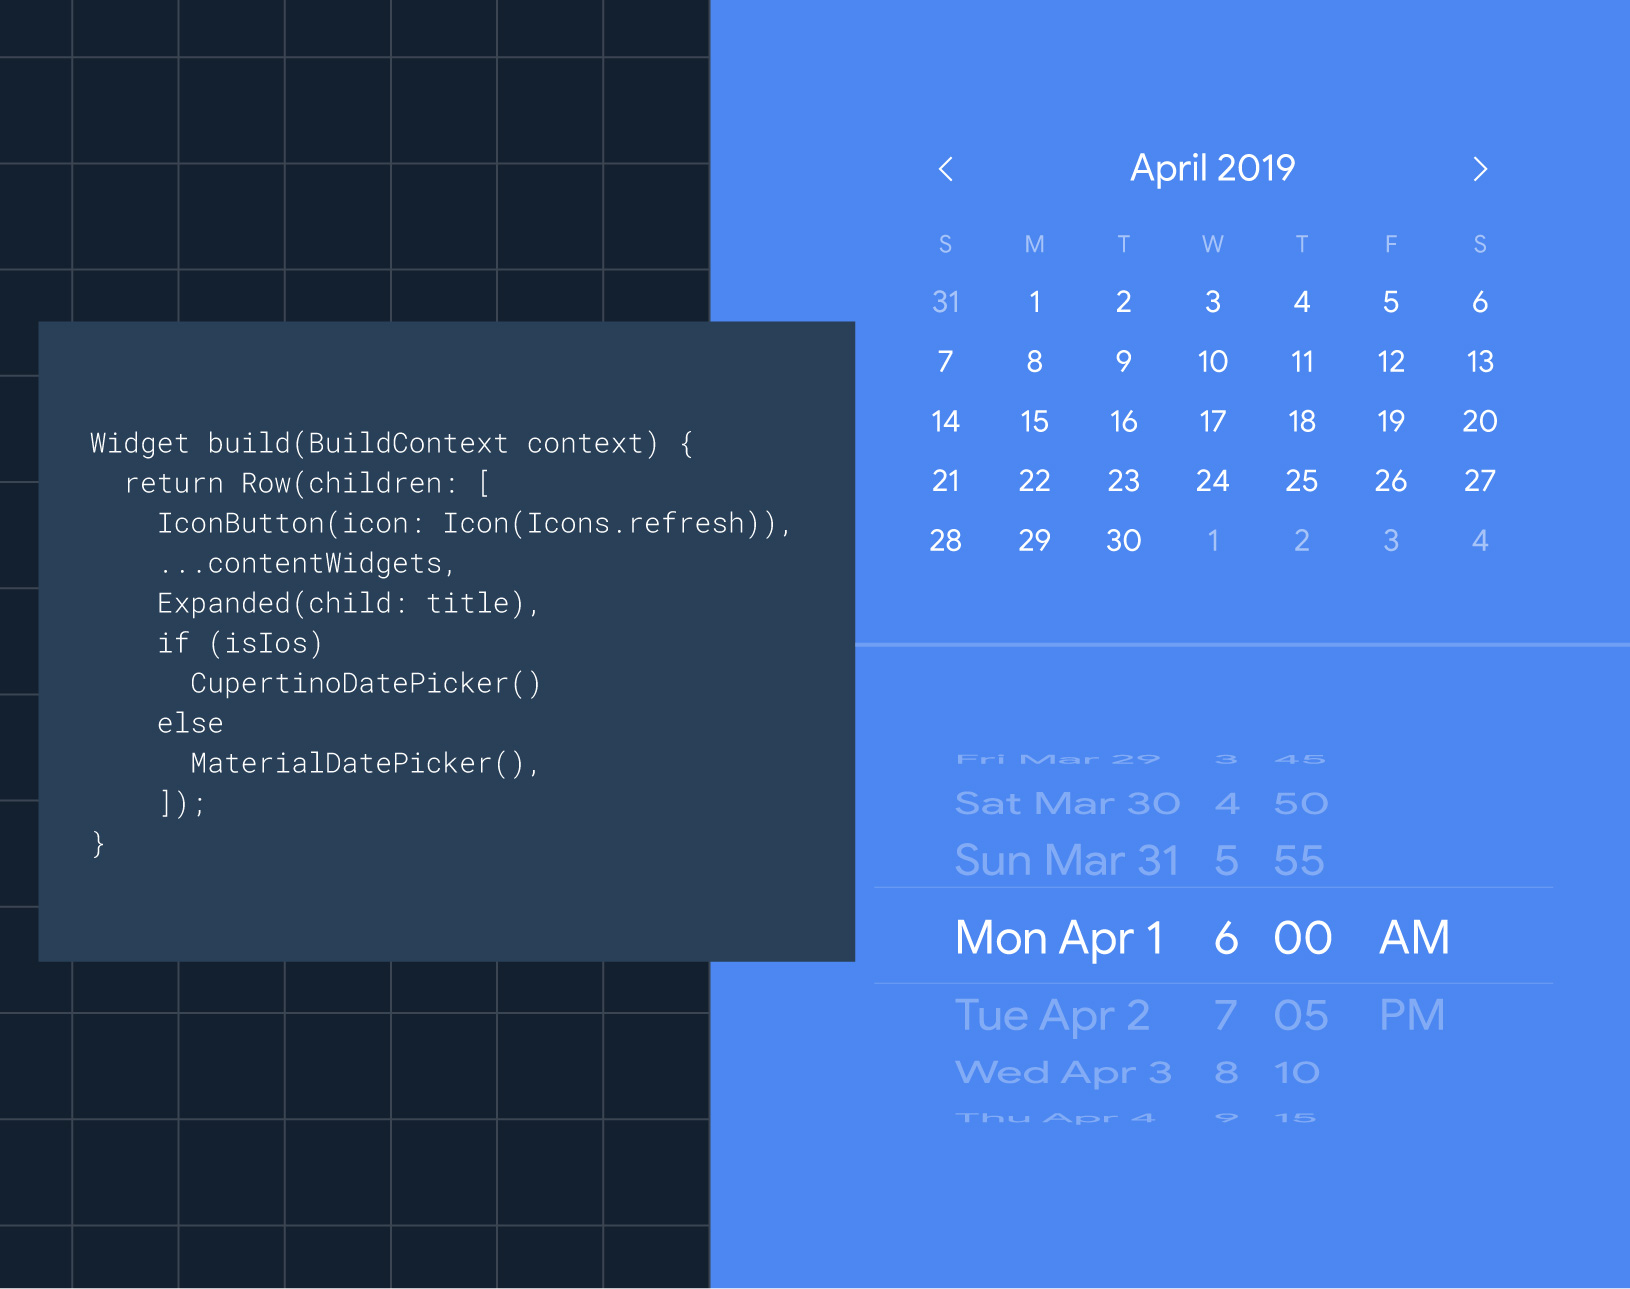 Widget build(BuildContext context) {
  return Row(children: [
    IconButton(icon: Icon(Icons.refresh)),
    ...contentWidgets,
    Expanded(child: title),
    if (isIos)
      CupertinoDatePicker()
    else
      MaterialDatePicker(),
    ]);
}
April 2019
S M T W T F S
31 1 2 3 4 5 6
7 8 9 10 11 12 13
14 15 16 17 18 19 20
21 22 23 24 25 26 27
28 29 30 1 2 3 4
Fri Mar 29 3 45
Sat Mar 30 4 50
Sun Mar 31 5 55
Mon Apr 1 6 00 AM
Tue Apr 2 7 05 PM
Wed Apr 3 8 10
Thu Apr 4 9 15